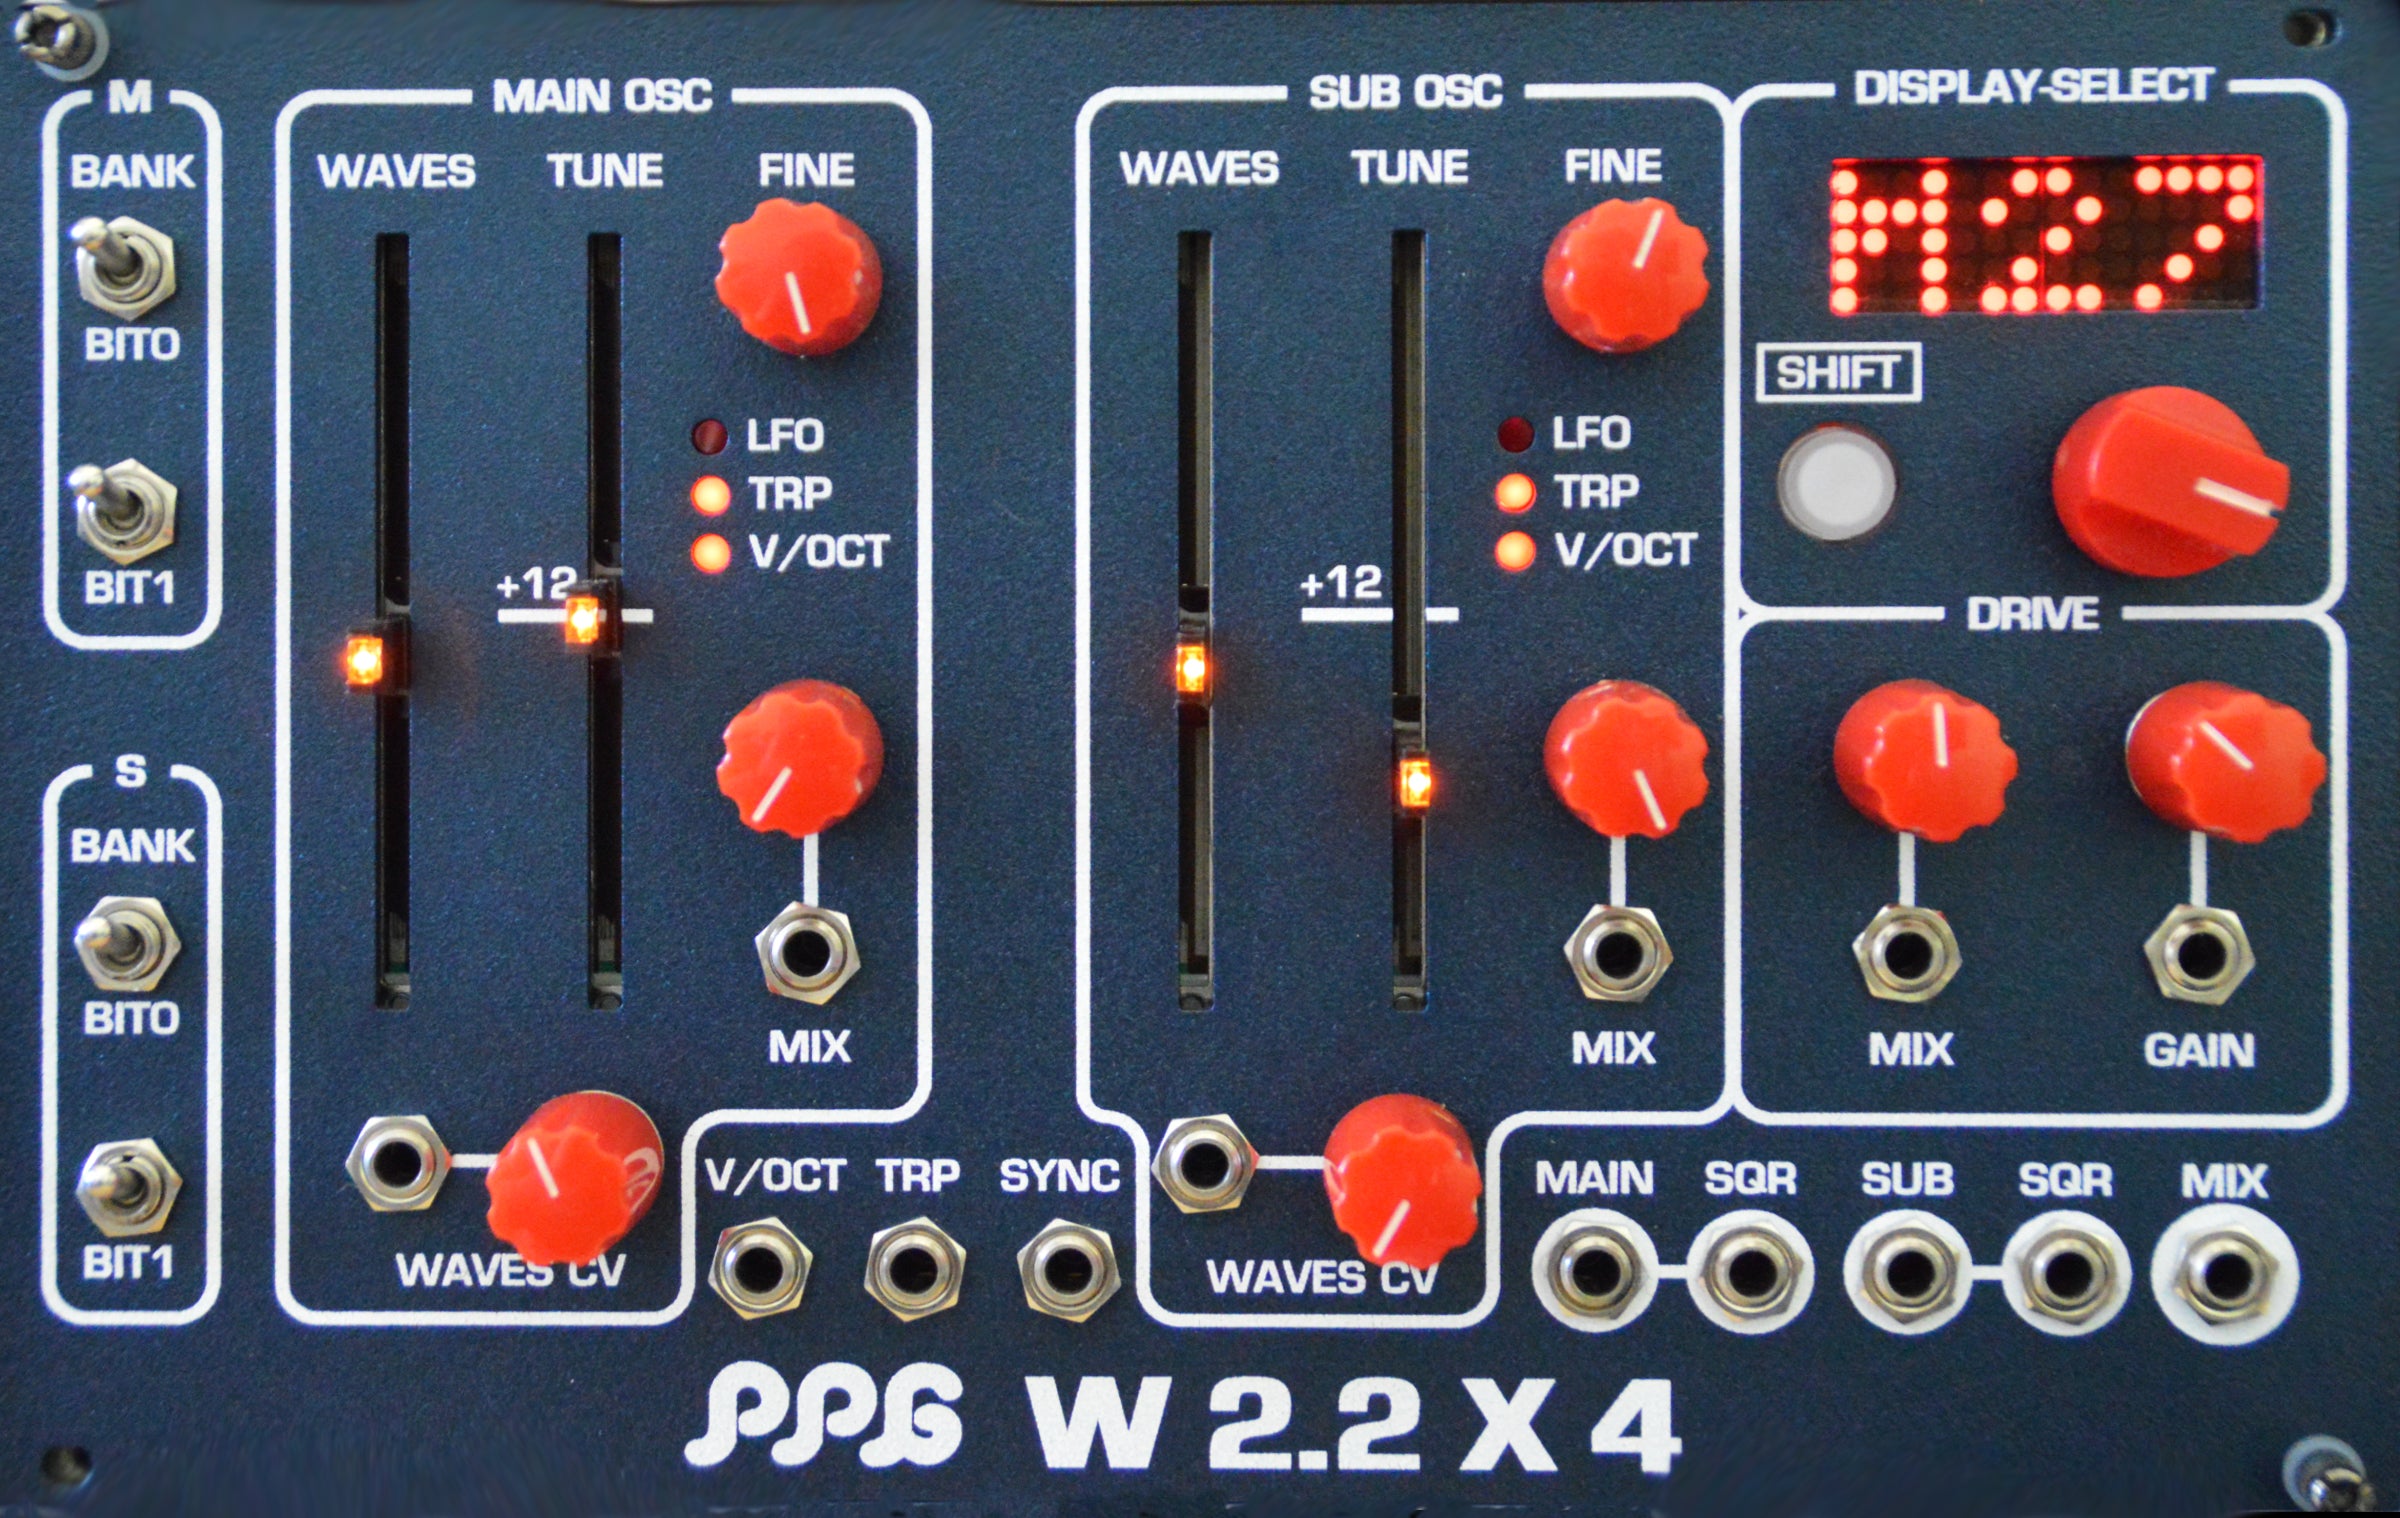 M
BANK
BIT0
BIT1
S
BANK
BIT0
BIT1
MAIN OSC
WAVES TUNE FINE
LFO
TRP
V/OCT
+12
MIX
WAVES CV
V/OCT TRP SYNC
SUB OSC
WAVES TUNE FINE
LFO
TRP
V/OCT
+12
MIX
WAVES CV
DISPLAY-SELECT
M27
SHIFT
DRIVE
MIX GAIN
MAIN SQR SUB SQR MIX
PPG W 2.2 X 4